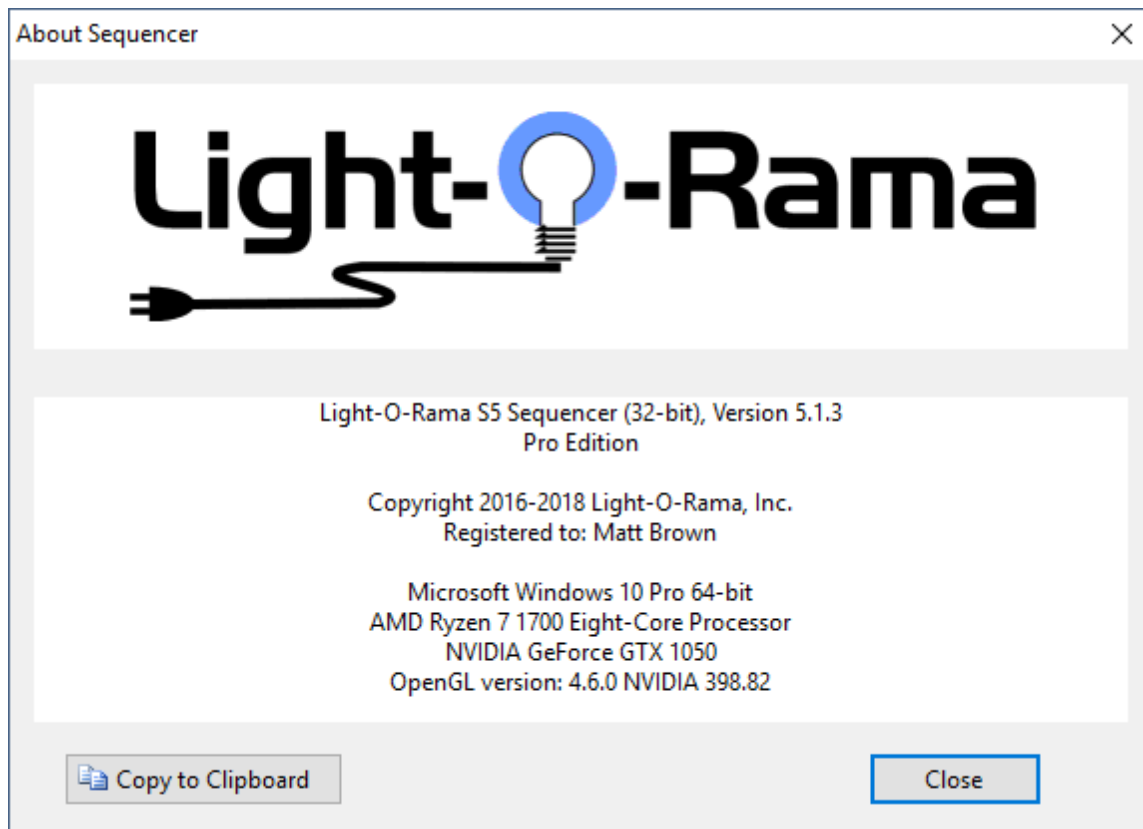 About Sequencer
Light-O-Rama
Light-O-Rama S5 Sequencer (32-bit), Version 5.1.3
Pro Edition
Copyright 2016-2018 Light-O-Rama, Inc.
Registered to: Matt Brown
Microsoft Windows 10 Pro 64-bit
AMD Ryzen 7 1700 Eight-Core Processor
NVIDIA GeForce GTX 1050
OpenGL version: 4.6.0 NVIDIA 398.82
Copy to Clipboard
Close